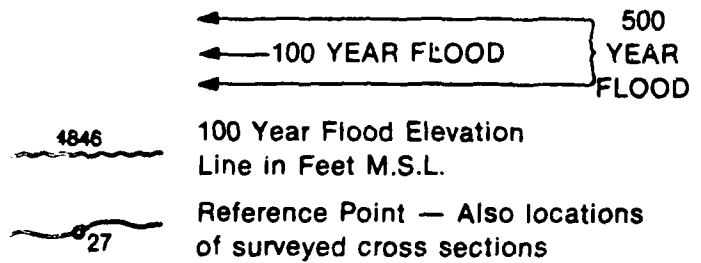 100 YEAR FLOOD
500
YEAR
FLOOD
4846
100 Year Flood Elevation
Line in Feet M.S.L.
27
Reference Point — Also locations
of surveyed cross sections